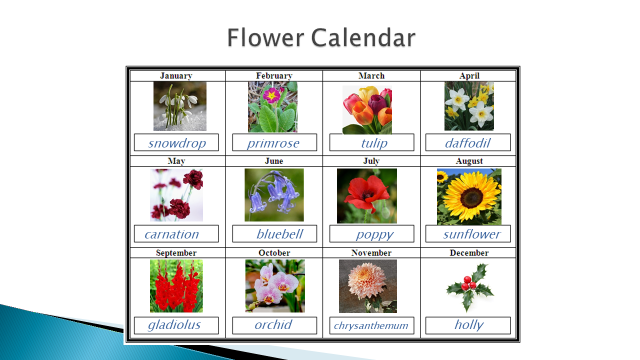 Flower Calendar
January February March April
snowdrop primrose tulip daffodil
May June July August
carnation bluebell poppy sunflower
September October November December
gladiolus orchid chrysanthemum holly